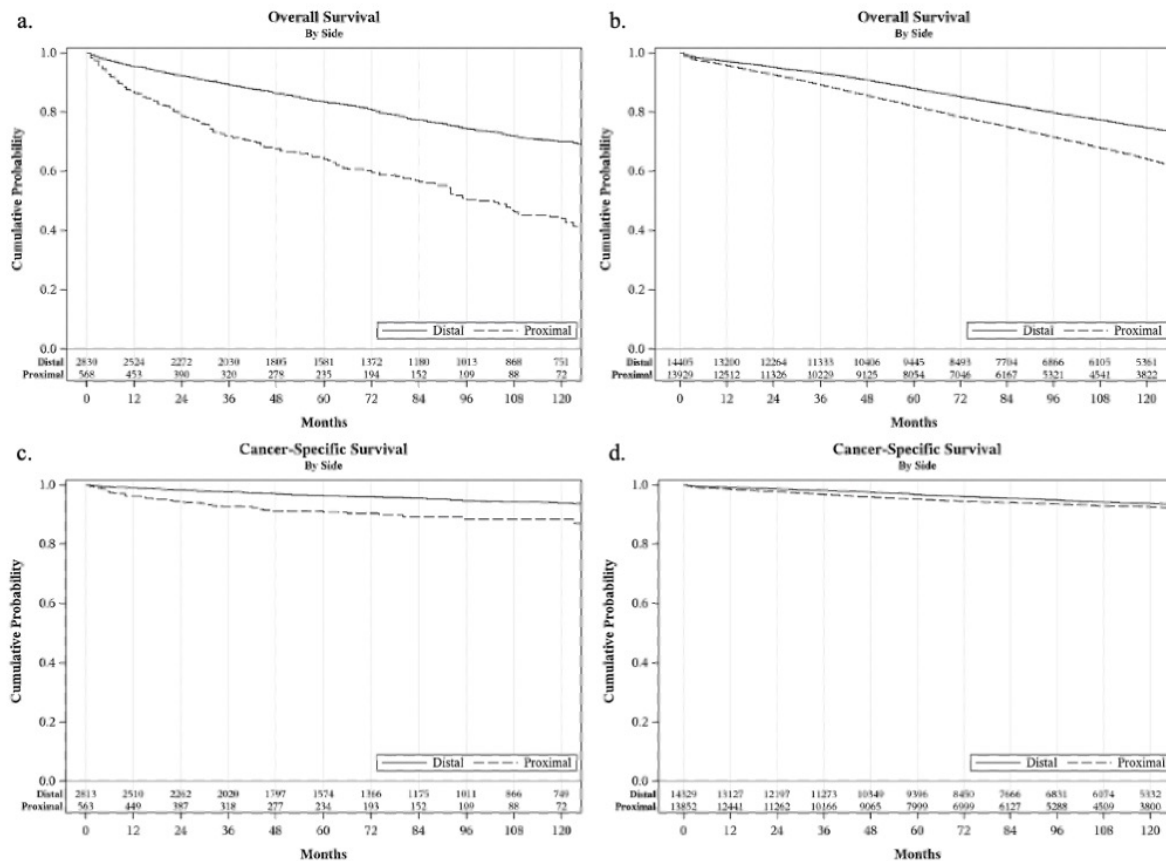 a.
Overall Survival
By Side
Cumulative Probability
1.0
0.8
0.6
0.4
0.2
0.0
Distal Proximal
Distal 2830 2524 2272 2030 1805 1581 1372 1180 1013 868 751
Proximal 568 453 390 320 278 235 194 152 109 88 72
0 12 24 36 48 60 72 84 96 108 120
Months
b.
Overall Survival
By Side
Cumulative Probability
1.0
0.8
0.6
0.4
0.2
0.0
Distal Proximal
Distal 14405 13200 12264 11333 10406 9445 8493 7704 6866 6105 5361
Proximal 13929 12512 11326 10229 9125 8054 7046 6167 5321 4541 3822
0 12 24 36 48 60 72 84 96 108 120
Months
c.
Cancer-Specific Survival
By Side
Cumulative Probability
1.0
0.8
0.6
0.4
0.2
0.0
Distal Proximal
Distal 2813 2510 2262 2020 1797 1574 1366 1175 1011 866 749
Proximal 563 449 387 318 277 234 193 152 109 88 72
0 12 24 36 48 60 72 84 96 108 120
Months
d.
Cancer-Specific Survival
By Side
Cumulative Probability
1.0
0.8
0.6
0.4
0.2
0.0
Distal Proximal
Distal 14329 13127 12197 11273 10349 9396 8450 7666 6831 6074 5332
Proximal 13852 12441 11262 10166 9065 7999 6999 6127 5288 4509 3800
0 12 24 36 48 60 72 84 96 108 120
Months